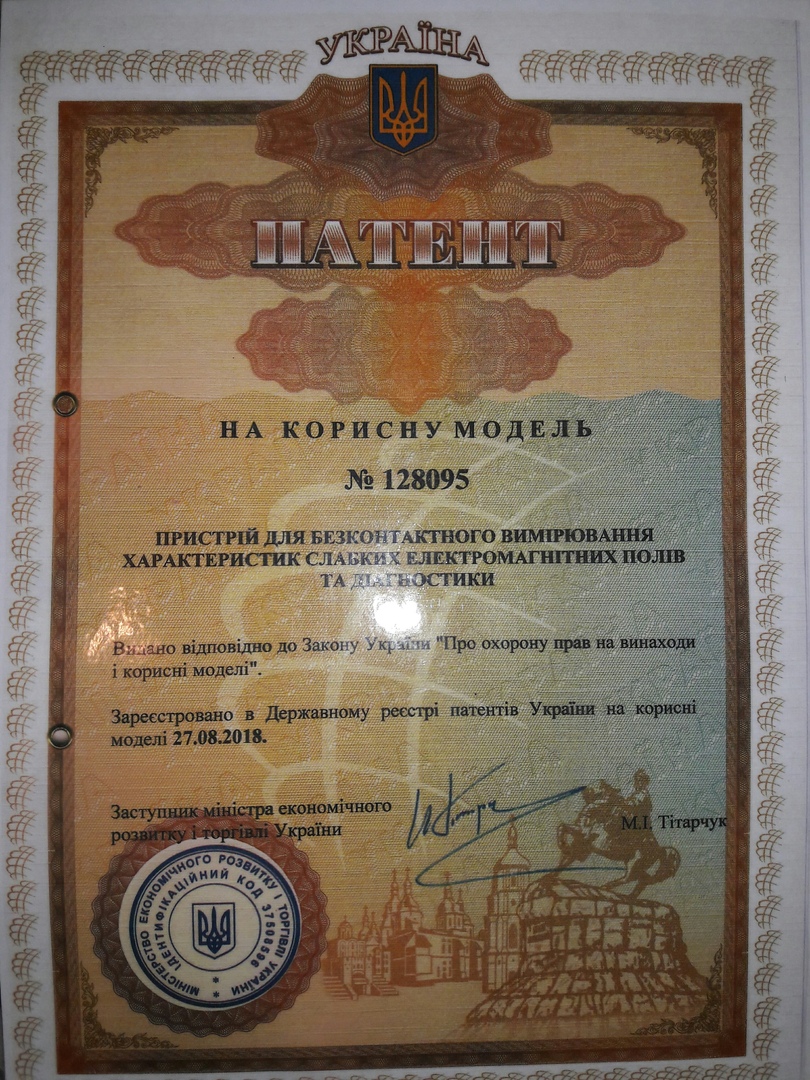 УКРАЇНА
ПАТЕНТ
НА КОРИСНУ МОДЕЛЬ
№ 128095
ПРИСТРІЙ ДЛЯ БЕЗКОНТАКТНОГО ВИМІРЮВАННЯ
ХАРАКТЕРИСТИК СЛАБКИХ ЕЛЕКТРОМАГНІТНИХ ПОЛІВ
ТА ДІАГНОСТИКИ
Видано відповідно до Закону України "Про охорону прав на винаходи
і корисні моделі".
Зареєстровано в Державному реєстрі патентів України на корисні
моделі 27.08.2018.
Заступник міністра економічного
розвитку і торгівлі України
М.І. Тітарчук
МІНІСТЕРСТВО ЕКОНОМІЧНОГО РОЗВИТКУ І ТОРГІВЛІ УКРАЇНИ
ІДЕНТИФІКАЦІЙНИЙ КОД 37508596